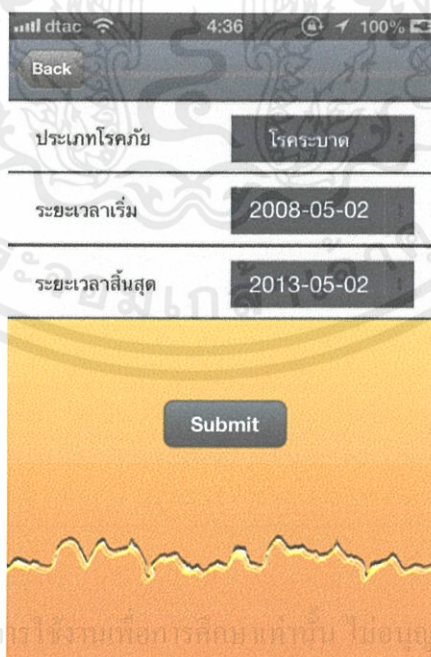 dtac 4:36 100%
Back
ประเภทโรคภัย โรคระบาด
ระยะเวลาเริ่ม 2008-05-02
ระยะเวลาสิ้นสุด 2013-05-02
Submit